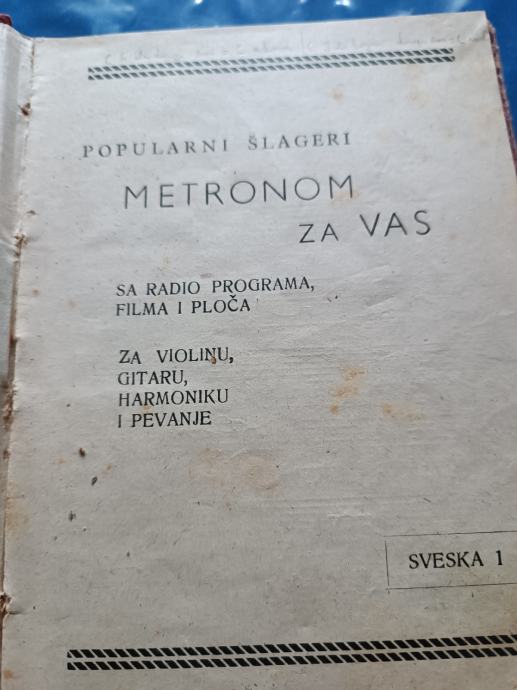 POPULARNI ŠLAGERI
METRONOM
ZA VAS
SA RADIO PROGRAMA,
FILMA I PLOČA
ZA VIOLINU,
GITARU,
HARMONIKU
I PEVANJE
SVESKA 1